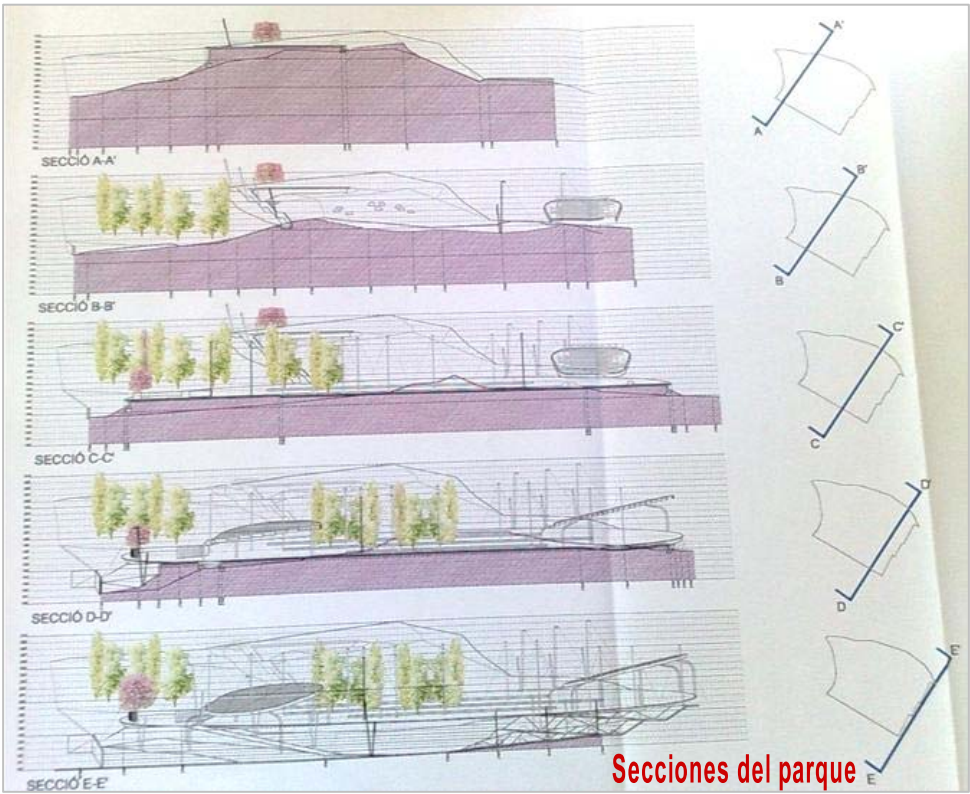 A'
A
SECCIÓ A-A'
B'
B
SECCIÓ B-B'
C'
C
SECCIÓ C-C'
D'
D
SECCIÓ D-D'
E'
E
SECCIÓ E-E'
Secciones del parque